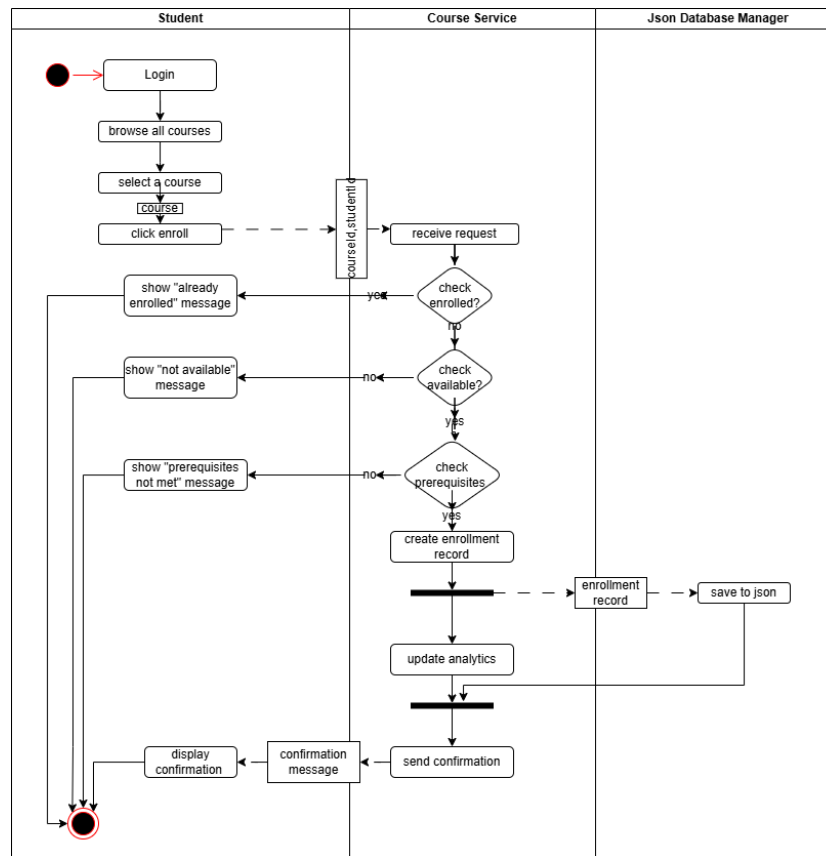 Student
Course Service
Json Database Manager
Login
browse all courses
select a course
course
click enroll
courseId,studentId
receive request
check
enrolled?
yes
show "already
enrolled" message
no
check
available?
no
show "not available"
message
yes
check
prerequisites
no
show "prerequisites
not met" message
yes
create enrollment
record
enrollment
record
save to json
update analytics
send confirmation
confirmation
message
display
confirmation